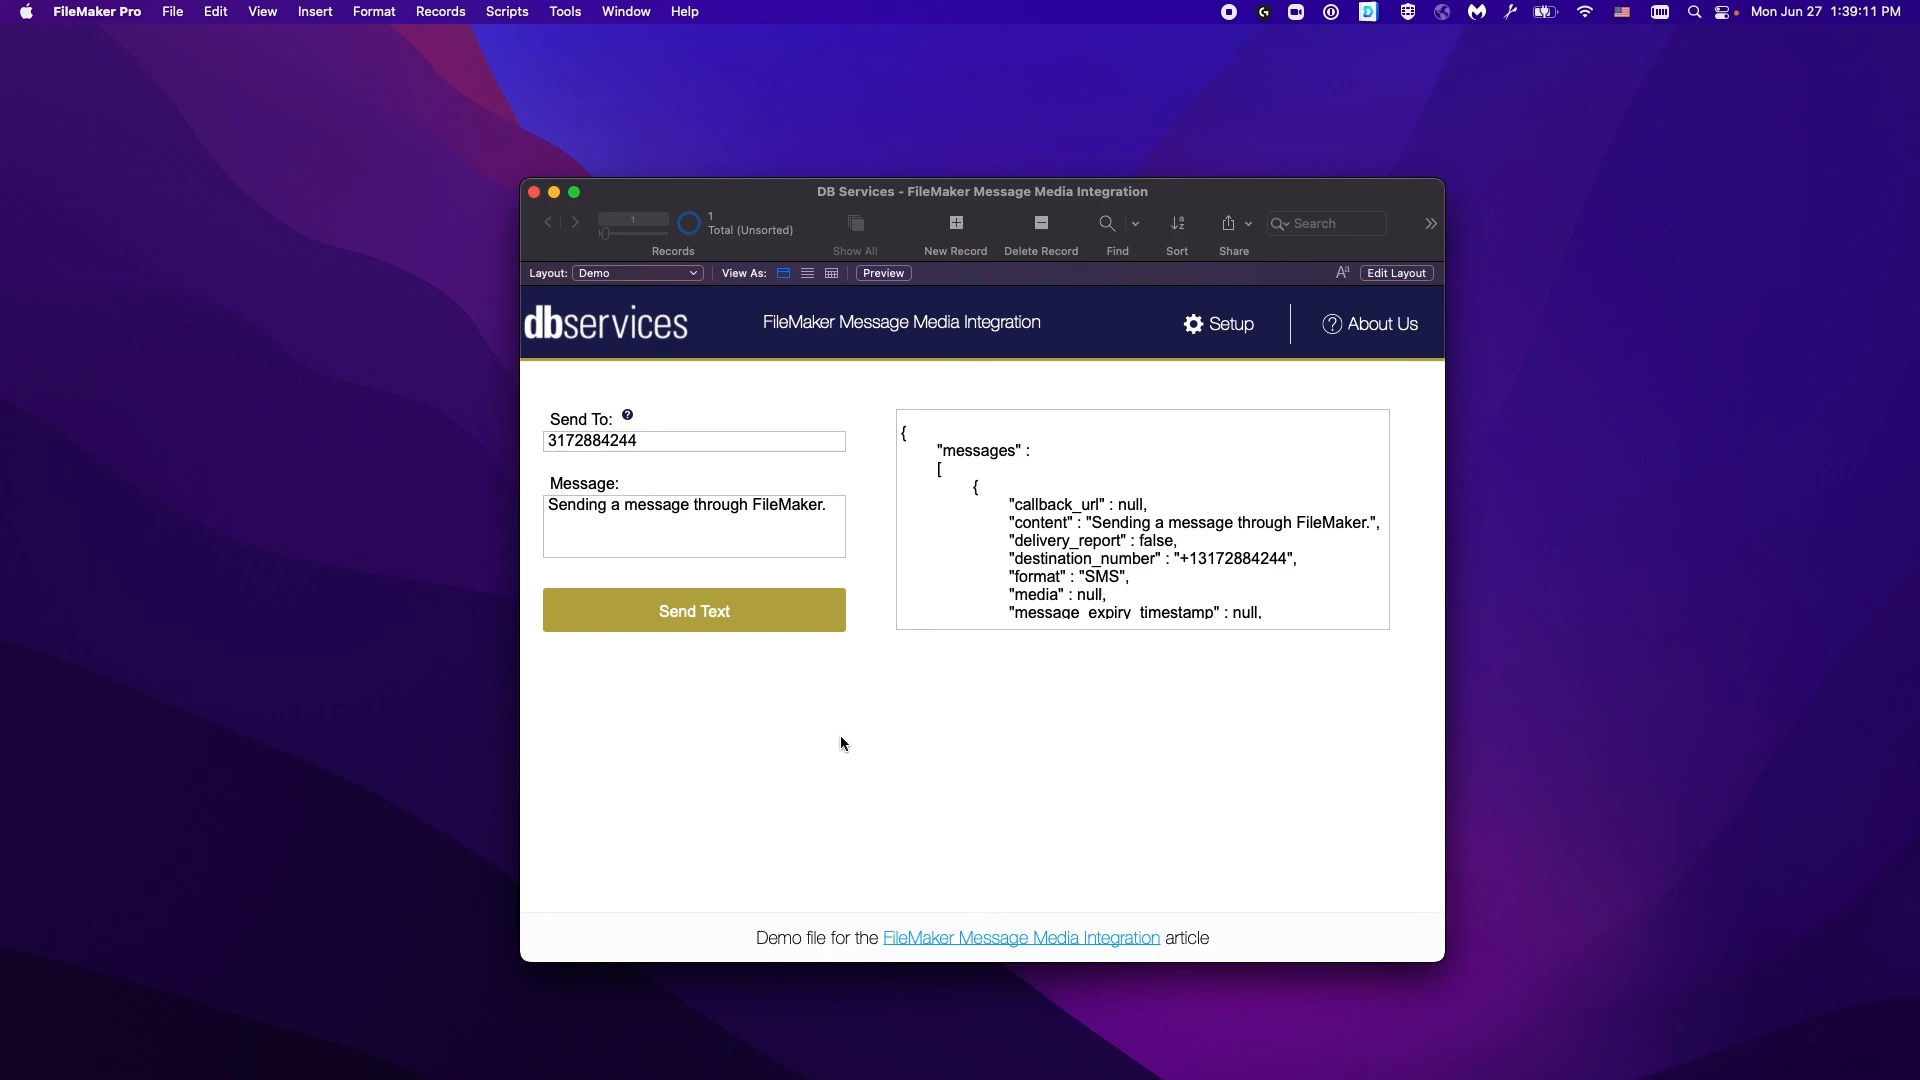 FileMaker Pro File Edit View Insert Format Records Scripts Tools Window Help Mon Jun 27 1:39:11 PM
DB Services - FileMaker Message Media Integration
1
1
Total (Unsorted)
Search
Records Show All New Record Delete Record Find Sort Share
Layout: Demo View As: Preview Aa Edit Layout
dbservices FileMaker Message Media Integration Setup ? About Us
Send To: ?
3172884244
Message:
Sending a message through FileMaker.
Send Text
{
"messages" :
[
{
"callback_url" : null,
"content" : "Sending a message through FileMaker.",
"delivery_report" : false,
"destination_number" : "+13172884244",
"format" : "SMS",
"media" : null,
"message_expiry_timestamp" : null,
Demo file for the FileMaker Message Media Integration article